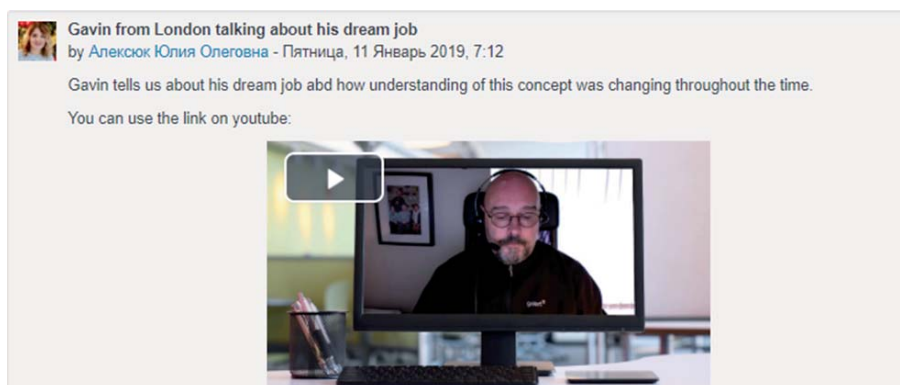 Gavin from London talking about his dream job
by Алексюк Юлия Олеговна - Пятница, 11 Январь 2019, 7:12
Gavin tells us about his dream job abd how understanding of this concept was changing throughout the time.
You can use the link on youtube: